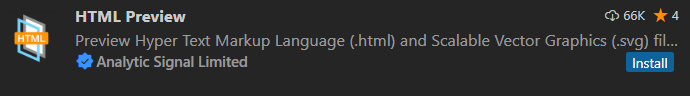 HTML Preview 66K 4
HTML
Preview Hyper Text Markup Language (.html) and Scalable Vector Graphics (.svg) fil...
Analytic Signal Limited Install